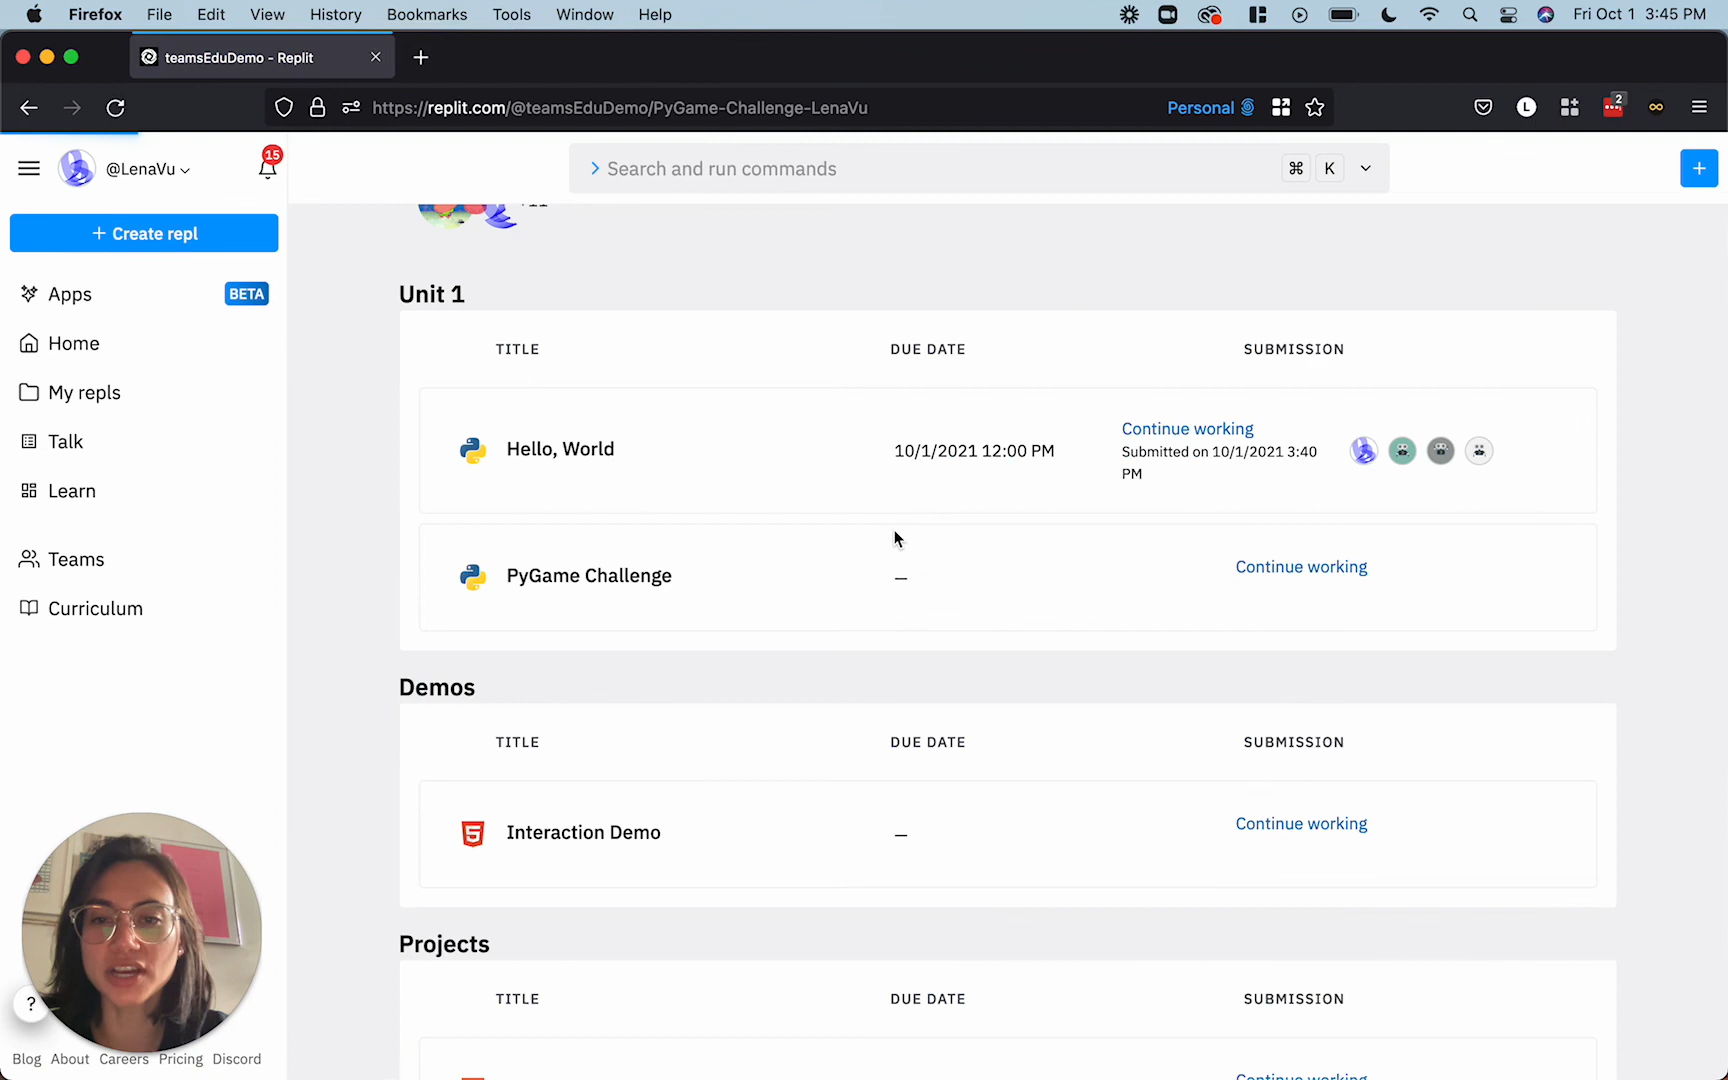 Firefox File Edit View History Bookmarks Tools Window Help Fri Oct 1 3:45 PM
teamsEduDemo - Replit
https://replit.com/@teamsEduDemo/PyGame-Challenge-LenaVu Personal L 2
@LenaVu 15 Search and run commands ⌘ K +
+ Create repl
+11
Apps BETA
Home
My repls
Talk
Learn
Teams
Curriculum
Unit 1
TITLE DUE DATE SUBMISSION
Hello, World 10/1/2021 12:00 PM Continue working
Submitted on 10/1/2021 3:40
PM
PyGame Challenge — Continue working
Demos
TITLE DUE DATE SUBMISSION
Interaction Demo — Continue working
Projects
TITLE DUE DATE SUBMISSION
Continue working
?
Blog About Careers Pricing Discord